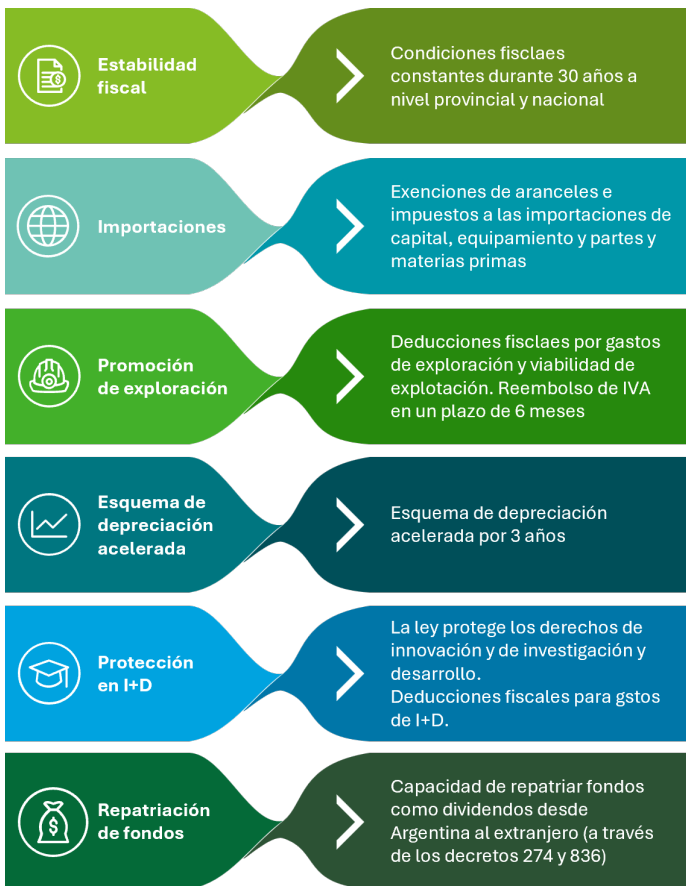 Estabilidad
fiscal
Condiciones fisclaes
constantes durante 30 años a
nivel provincial y nacional
Importaciones
Exenciones de aranceles e
impuestos a las importaciones de
capital, equipamiento y partes y
materias primas
Promoción
de exploración
Deducciones fisclaes por gastos
de exploración y viabilidad de
explotación. Reembolso de IVA
en un plazo de 6 meses
Esquema de
depreciación
acelerada
Esquema de depreciación
acelerada por 3 años
Protección
en I+D
La ley protege los derechos de
innovación y de investigación y
desarrollo.
Deducciones fiscales para gstos
de I+D.
Repatriación
de fondos
Capacidad de repatriar fondos
como dividendos desde
Argentina al extranjero (a través
de los decretos 274 y 836)